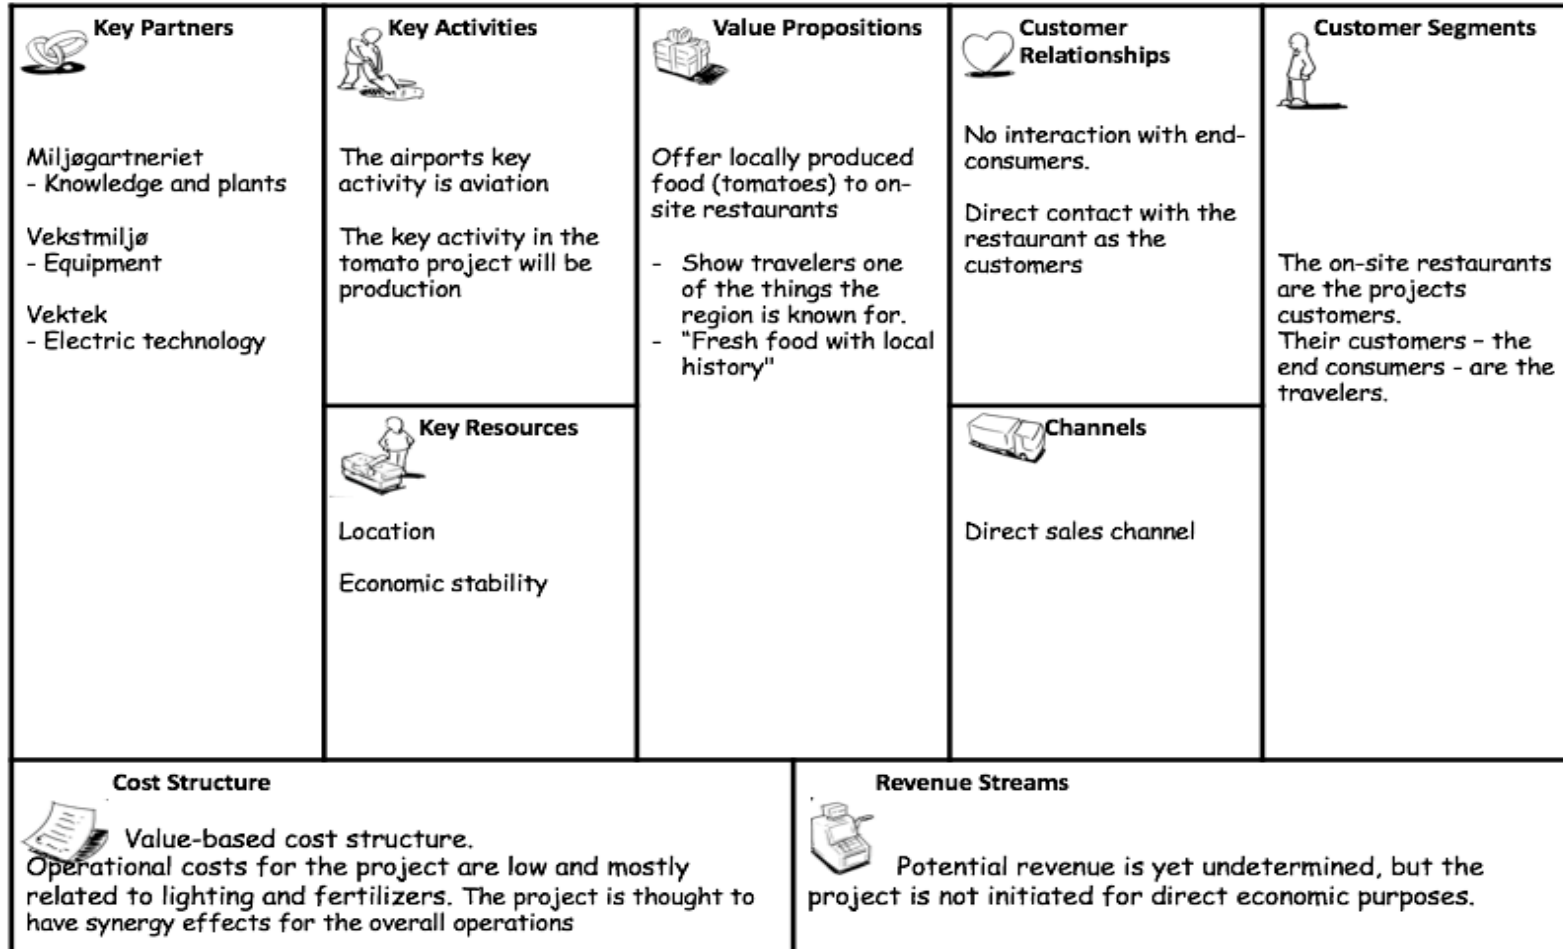 Key Partners
Miljøgartneriet
- Knowledge and plants
Vekstmiljø
- Equipment
Vektek
- Electric technology
Key Activities
The airports key
activity is aviation
The key activity in the
tomato project will be
production
Key Resources
Location
Economic stability
Value Propositions
Offer locally produced
food (tomatoes) to on-
site restaurants
- Show travelers one
of the things the
region is known for.
- "Fresh food with local
history"
Customer
Relationships
No interaction with end-
consumers.
Direct contact with the
restaurant as the
customers
Channels
Direct sales channel
Customer Segments
The on-site restaurants
are the projects
customers.
Their customers – the
end consumers - are the
travelers.
Cost Structure
Value-based cost structure.
Operational costs for the project are low and mostly
related to lighting and fertilizers. The project is thought to
have synergy effects for the overall operations
Revenue Streams
Potential revenue is yet undetermined, but the
project is not initiated for direct economic purposes.